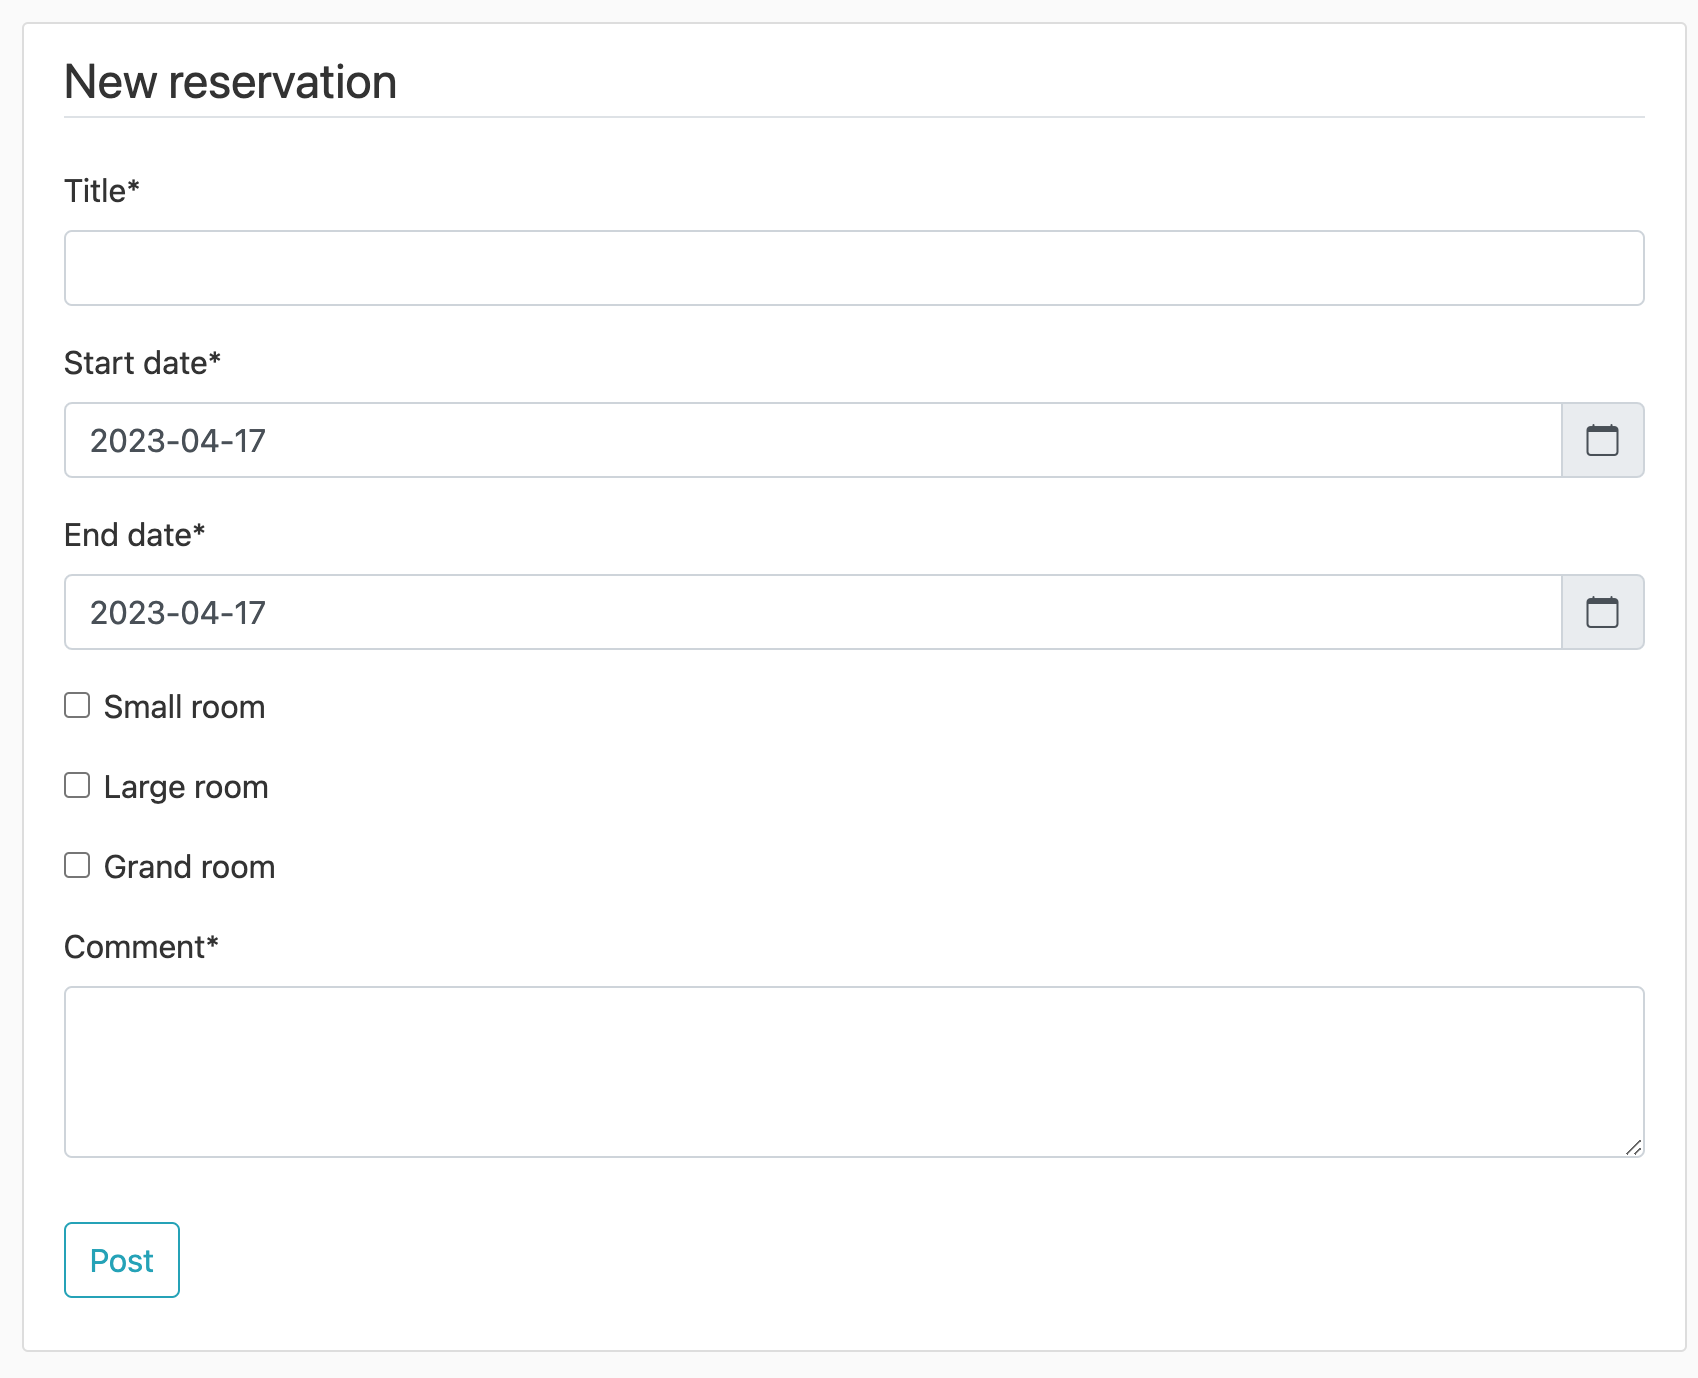 New reservation
Title*
Start date*
2023-04-17
End date*
2023-04-17
Small room
Large room
Grand room
Comment*
Post